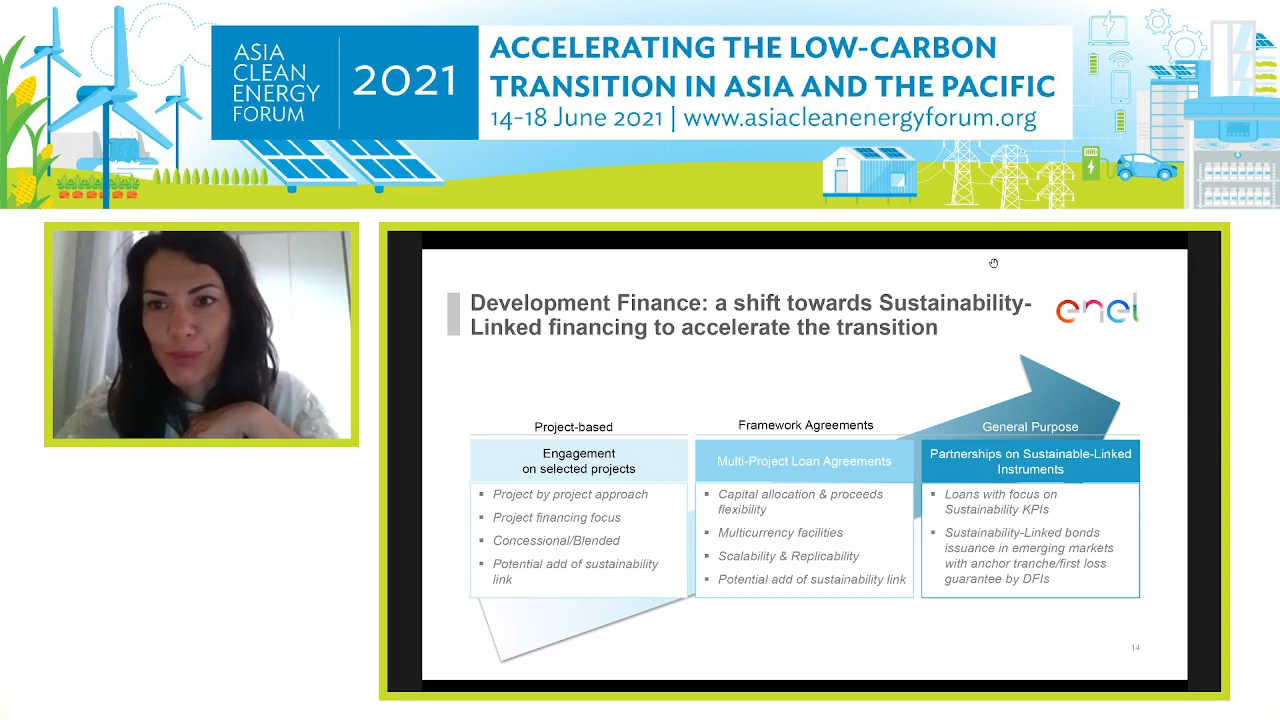 ASIA
CLEAN
ENERGY
FORUM
2021
ACCELERATING THE LOW-CARBON
TRANSITION IN ASIA AND THE PACIFIC
14-18 June 2021 | www.asiacleanenergyforum.org
Development Finance: a shift towards Sustainability-
Linked financing to accelerate the transition
enel
Project-based
Engagement
on selected projects
▪ Project by project approach
▪ Project financing focus
▪ Concessional/Blended
▪ Potential add of sustainability
link
Framework Agreements
Multi-Project Loan Agreements
▪ Capital allocation & proceeds
flexibility
▪ Multicurrency facilities
▪ Scalability & Replicability
▪ Potential add of sustainability link
General Purpose
Partnerships on Sustainable-Linked
Instruments
▪ Loans with focus on
Sustainability KPIs
▪ Sustainability-Linked bonds
issuance in emerging markets
with anchor tranche/first loss
guarantee by DFIs
14